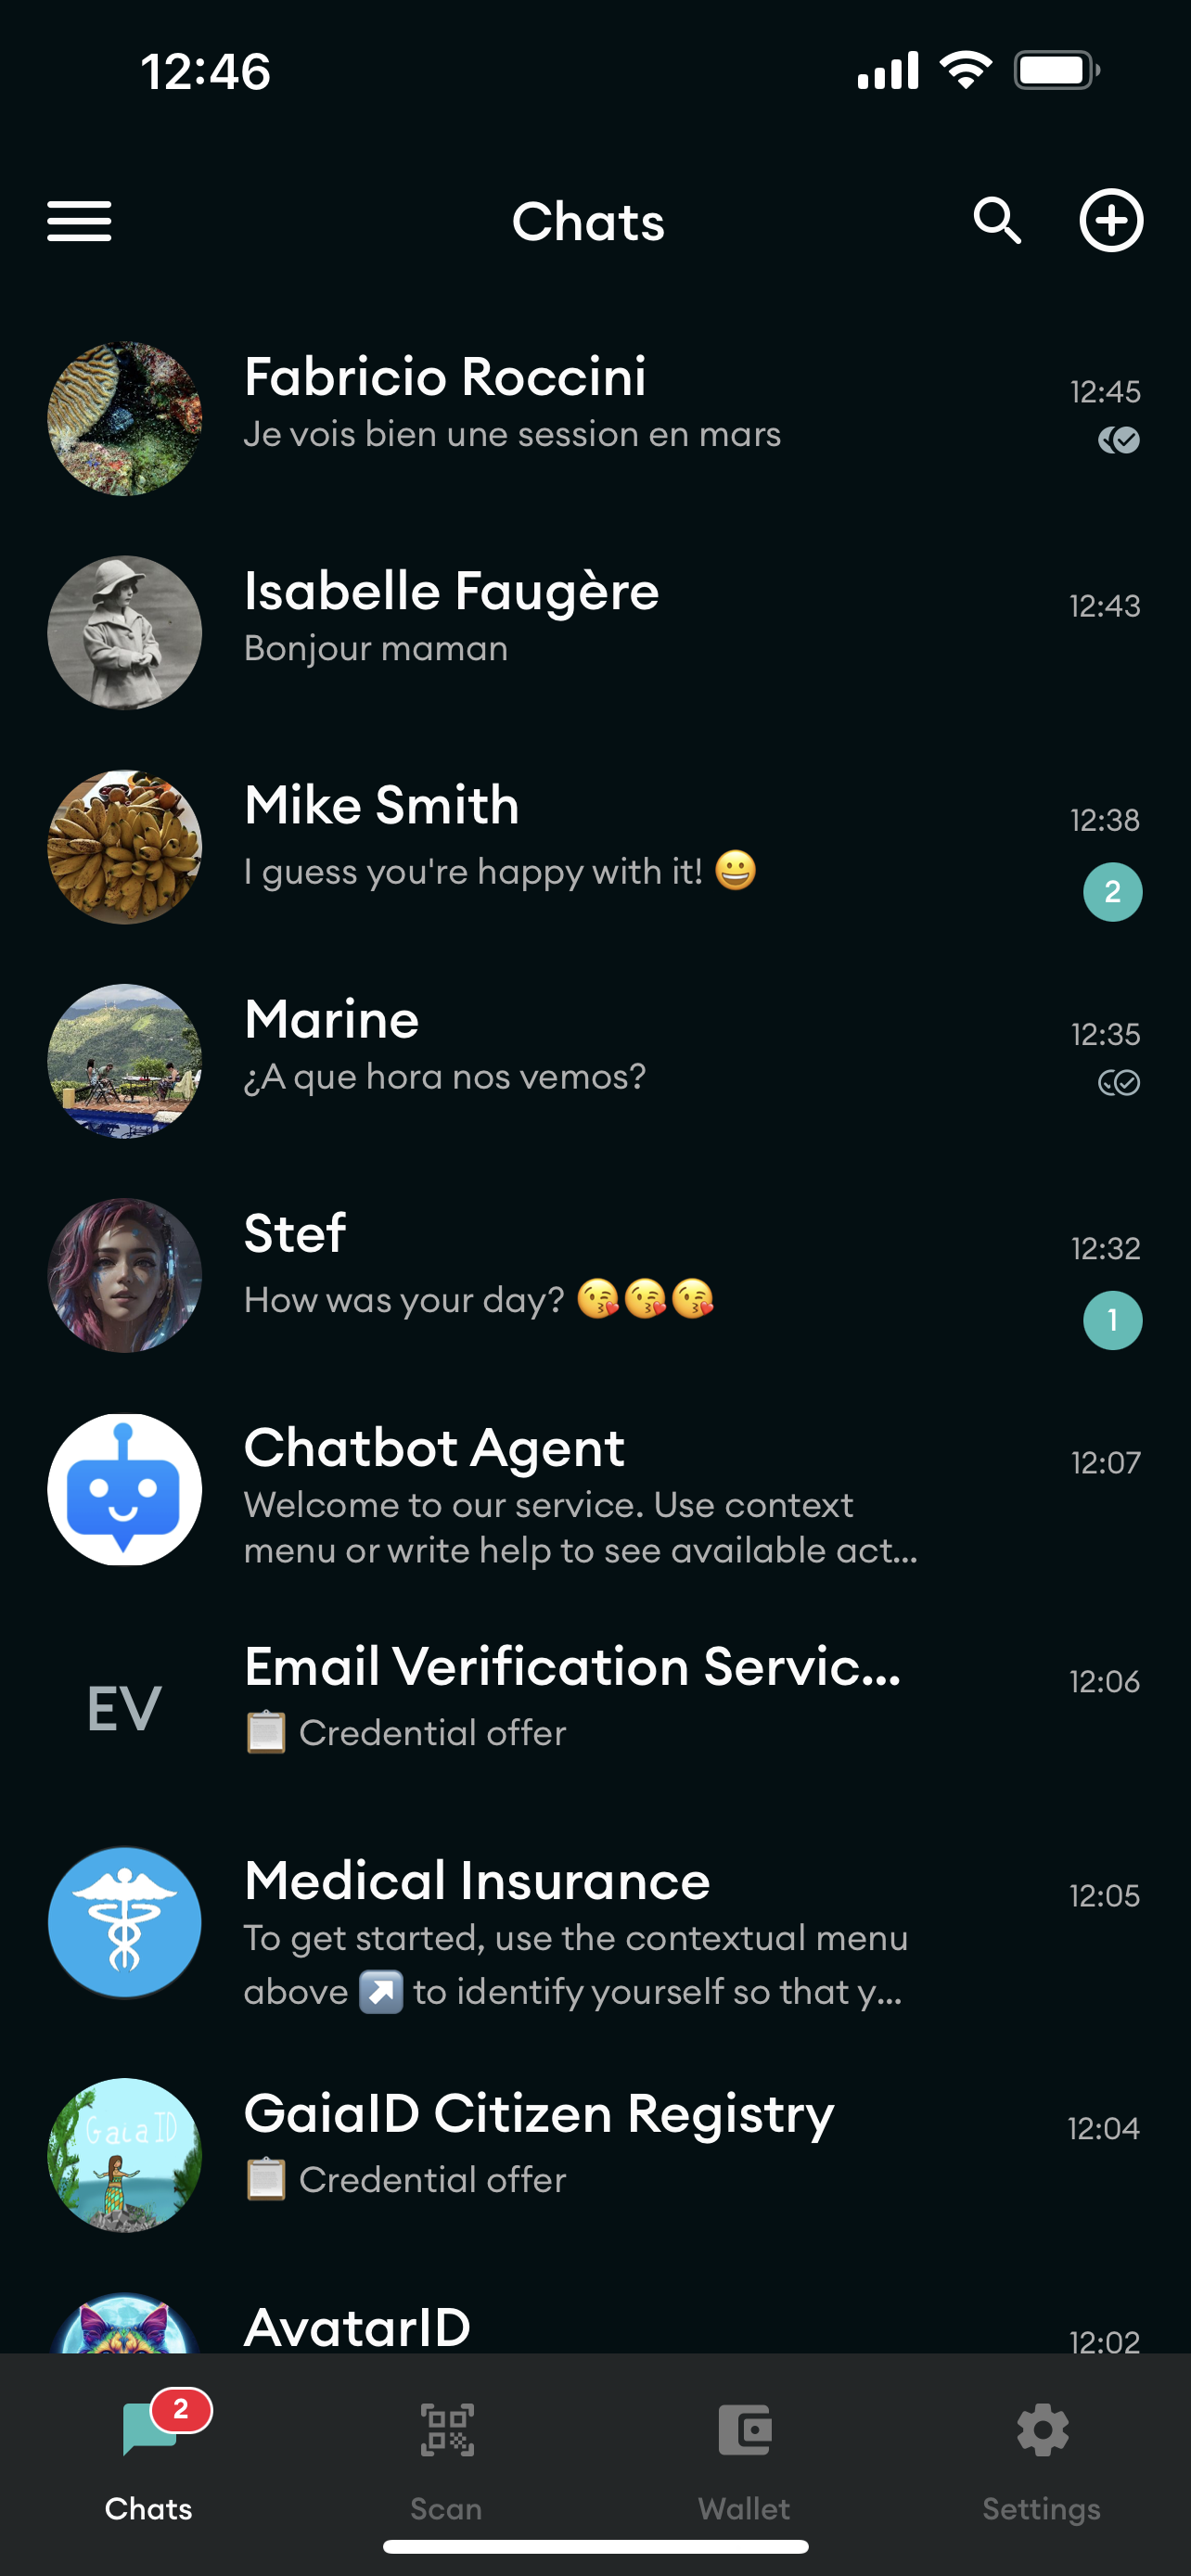 12:46
Chats
Fabricio Roccini
12:45
Je vois bien une session en mars
Isabelle Faugère
12:43
Bonjour maman
Mike Smith
12:38
I guess you're happy with it! 😀
2
Marine
12:35
¿A que hora nos vemos?
Stef
12:32
How was your day? 😘😘😘
1
Chatbot Agent
12:07
Welcome to our service. Use context
menu or write help to see available act...
EV
Email Verification Servic...
12:06
📋 Credential offer
Medical Insurance
12:05
To get started, use the contextual menu
above ↗️ to identify yourself so that y...
Gaia ID
GaiaID Citizen Registry
12:04
📋 Credential offer
AvatarID
12:02
2
Chats
Scan
Wallet
Settings